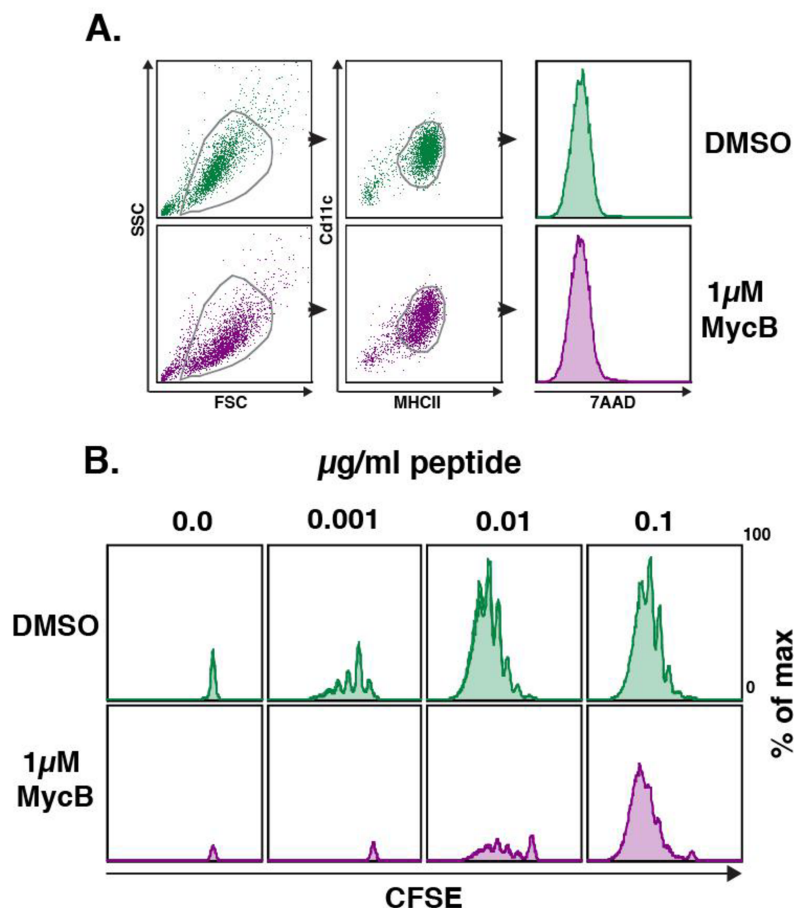 A.
SSC
Cd11c
DMSO
1µM
MycB
FSC
MHCII
7AAD
B.
µg/ml peptide
0.0
0.001
0.01
0.1
100
DMSO
0
% of max
1µM
MycB
CFSE